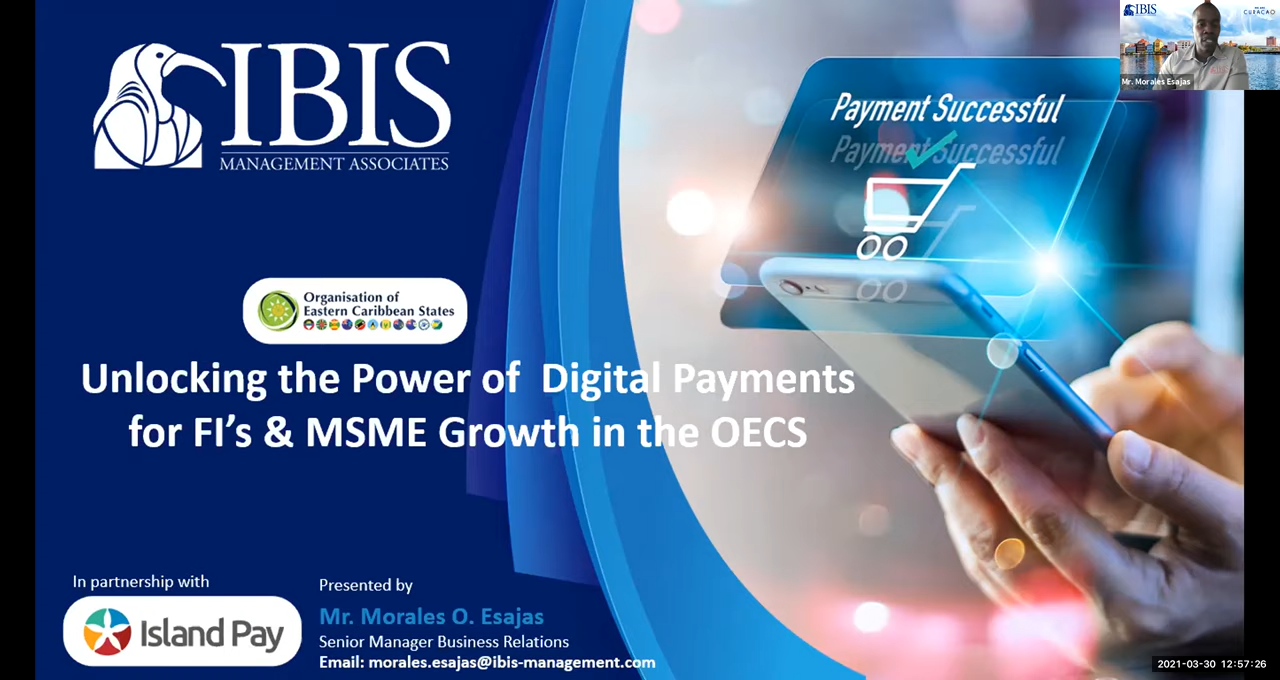 IBIS
MANAGEMENT ASSOCIATES
Organisation of
Eastern Caribbean States
Unlocking the Power of Digital Payments
for FI's & MSME Growth in the OECS
In partnership with
Island Pay
Presented by
Mr. Morales O. Esajas
Senior Manager Business Relations
Email: morales.esajas@ibis-management.com
Payment Successful
Payment Successful
IBIS
CURAÇAO
Mr. Morales Esajas
2021-03-30 12:57:26